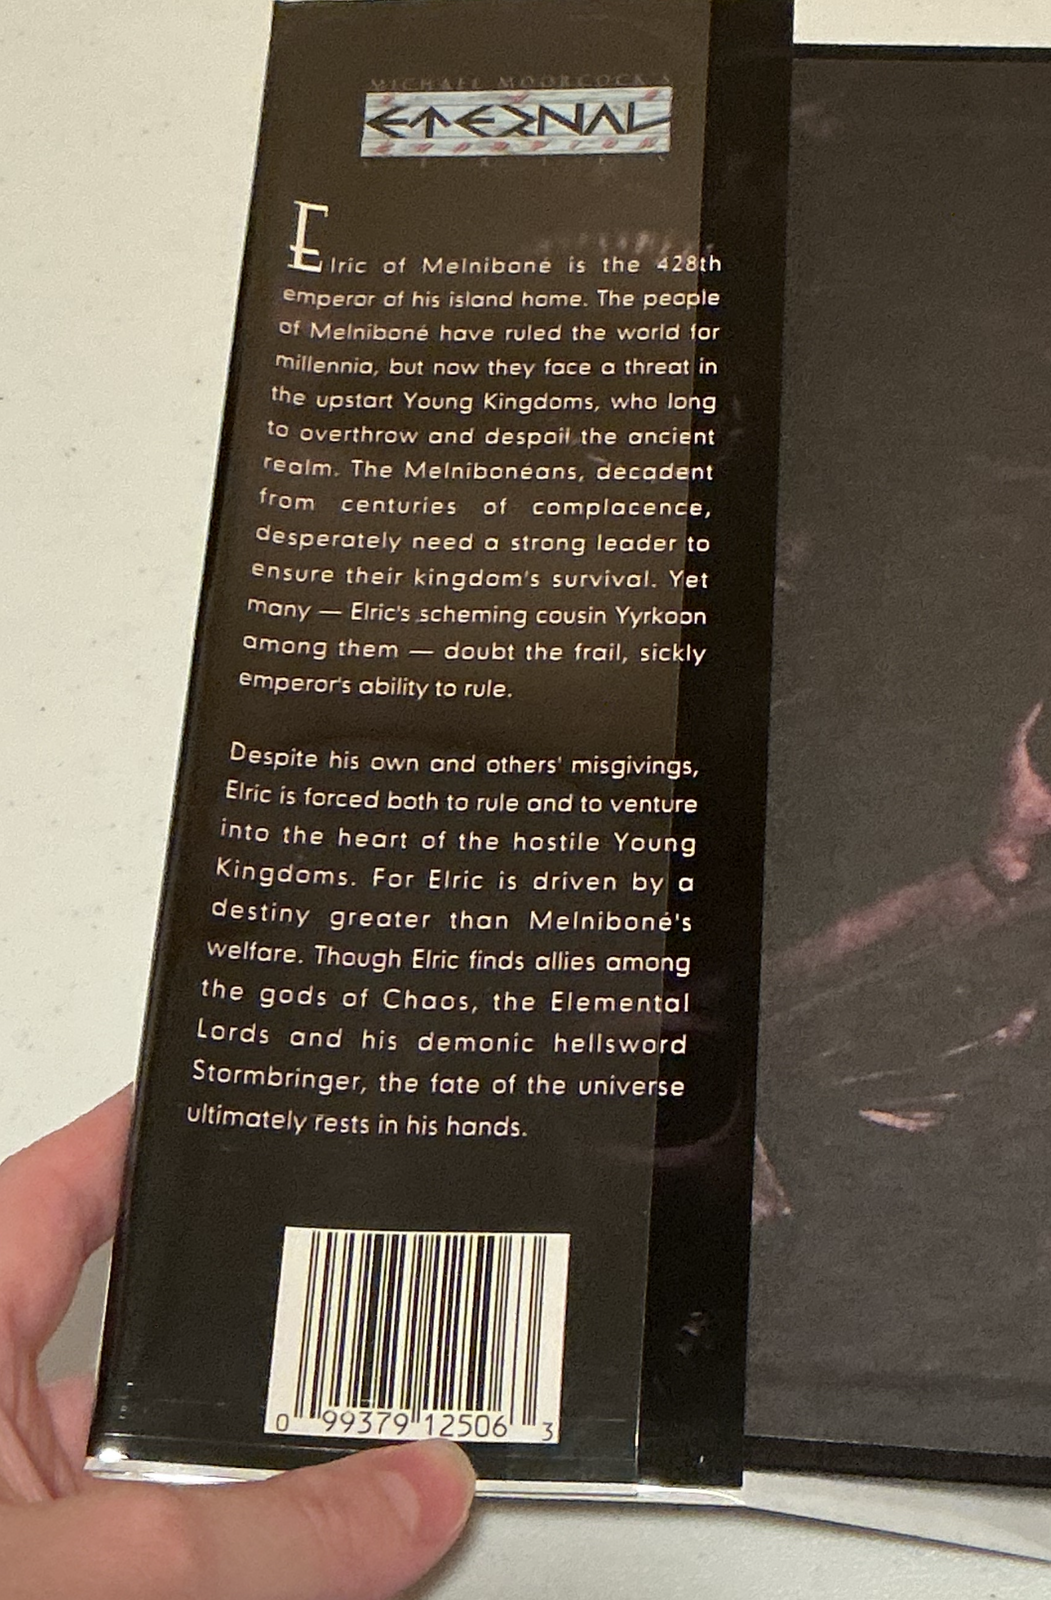 MICHAEL MOORCOCK'S
ETERNAL
Elric of Melniboné is the 428th
emperor of his island home. The people
of Melniboné have ruled the world for
millennia, but now they face a threat in
the upstart Young Kingdoms, who long
to overthrow and despoil the ancient
realm. The Melnibonéans, decadent
from centuries of complacence,
desperately need a strong leader to
ensure their kingdom's survival. Yet
many — Elric's scheming cousin Yyrkoon
among them — doubt the frail, sickly
emperor's ability to rule.
Despite his own and others' misgivings,
Elric is forced both to rule and to venture
into the heart of the hostile Young
Kingdoms. For Elric is driven by a
destiny greater than Melniboné's
welfare. Though Elric finds allies among
the gods of Chaos, the Elemental
Lords and his demonic hellsword
Stormbringer, the fate of the universe
ultimately rests in his hands.
0 99379 12506 3